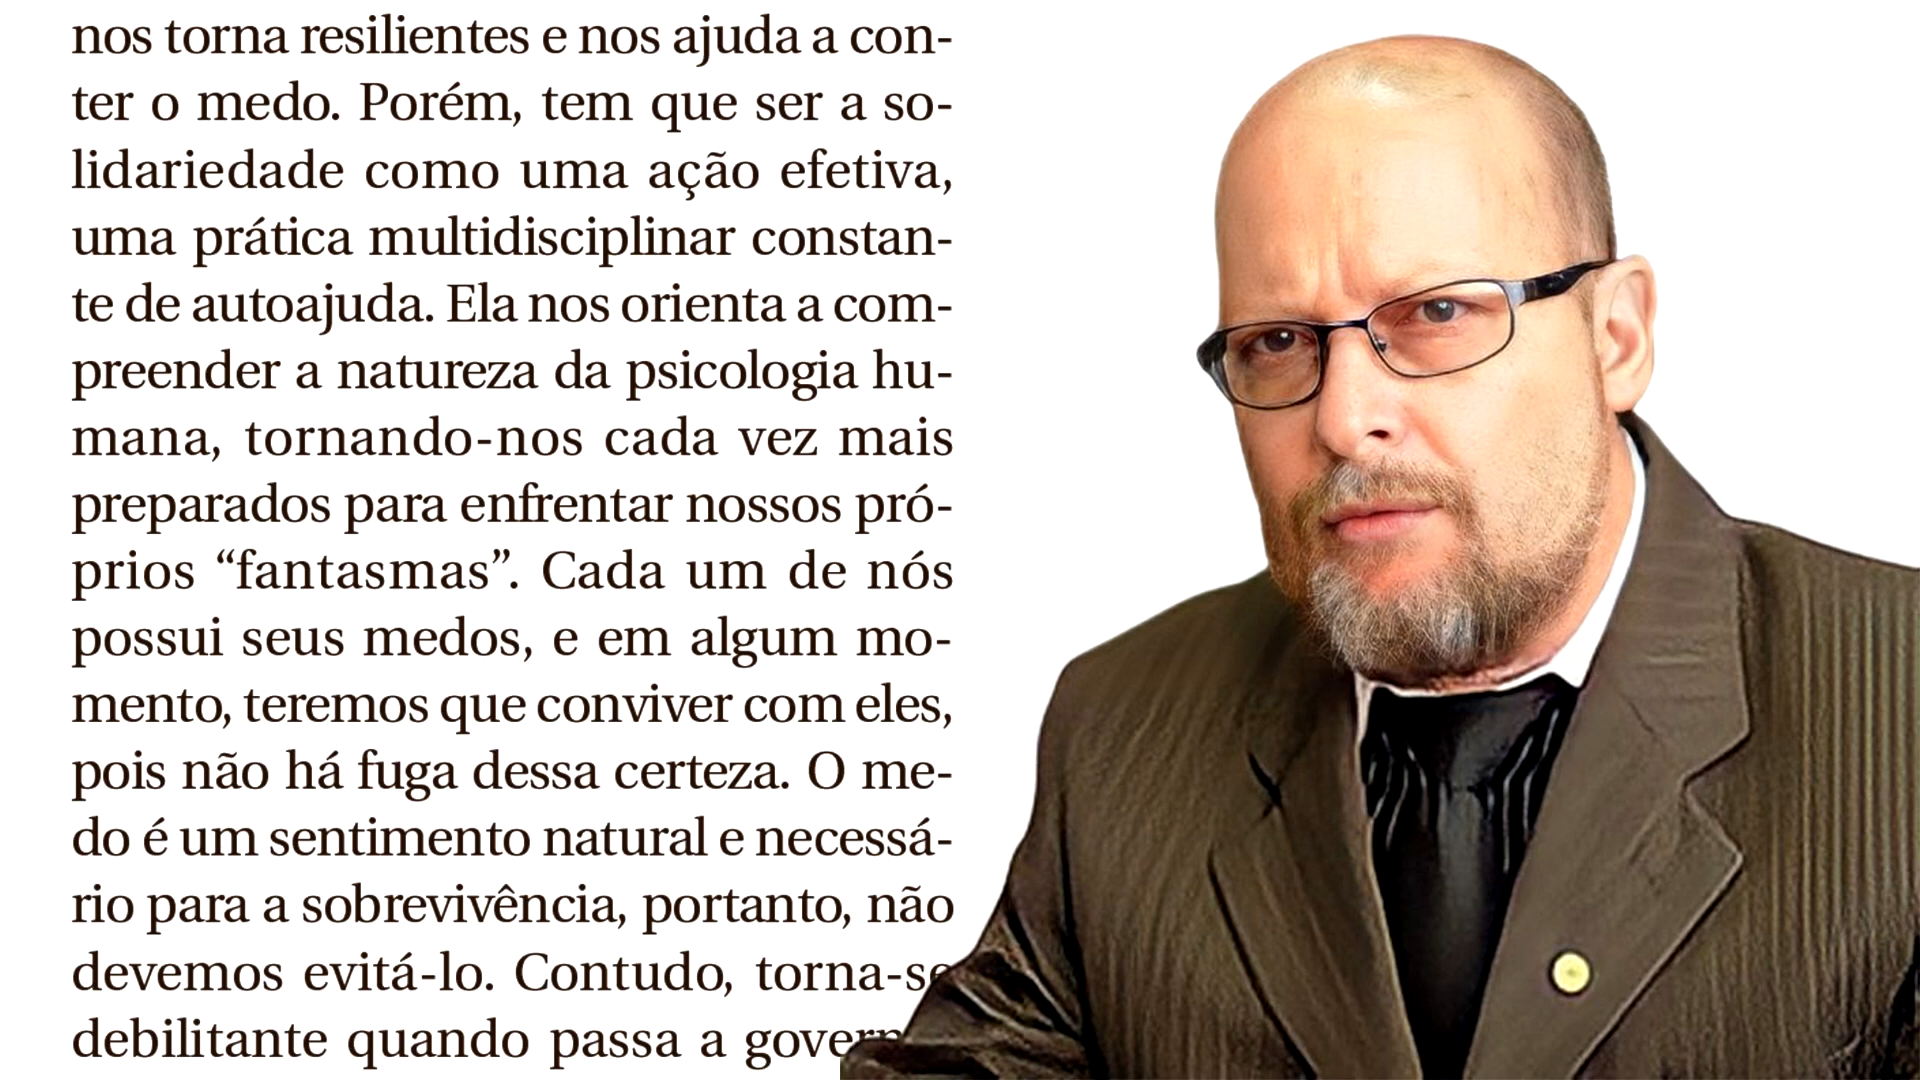 nos torna resilientes e nos ajuda a con-
ter o medo. Porém, tem que ser a so-
lidariedade como uma ação efetiva,
uma prática multidisciplinar constan-
te de autoajuda. Ela nos orienta a com-
preender a natureza da psicologia hu-
mana, tornando-nos cada vez mais
preparados para enfrentar nossos pró-
prios “fantasmas”. Cada um de nós
possui seus medos, e em algum mo-
mento, teremos que conviver com eles,
pois não há fuga dessa certeza. O me-
do é um sentimento natural e necessá-
rio para a sobrevivência, portanto, não
devemos evitá-lo. Contudo, torna-se
debilitante quando passa a